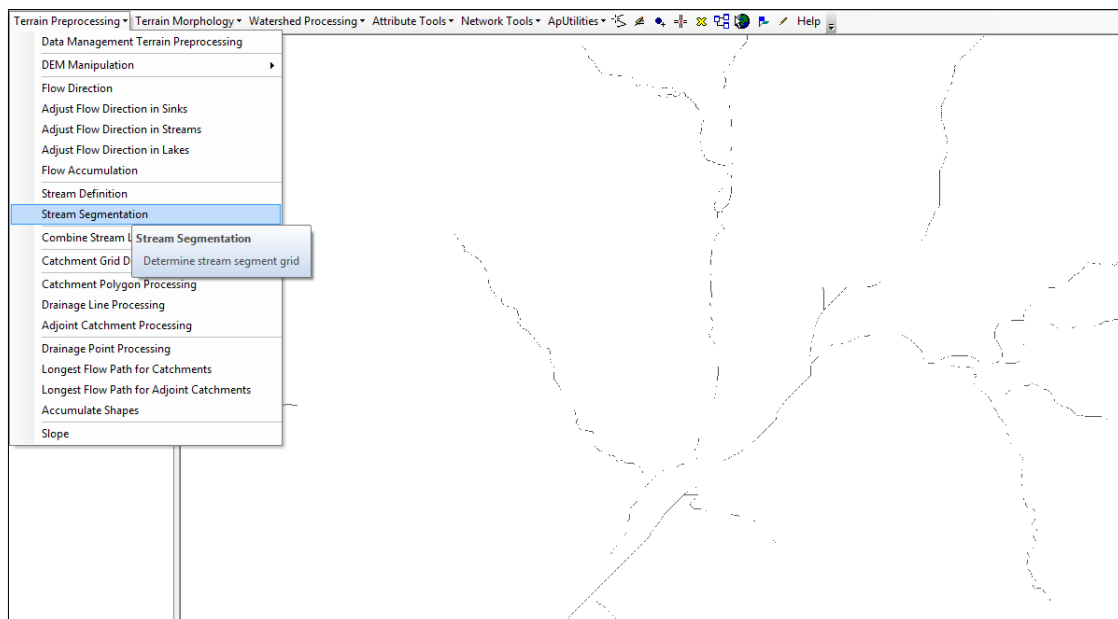 Terrain Preprocessing Terrain Morphology Watershed Processing Attribute Tools Network Tools ApUtilities Help
Data Management Terrain Preprocessing
DEM Manipulation
Flow Direction
Adjust Flow Direction in Sinks
Adjust Flow Direction in Streams
Adjust Flow Direction in Lakes
Flow Accumulation
Stream Definition
Stream Segmentation
Combine Stream L
Stream Segmentation
Catchment Grid D
Determine stream segment grid
Catchment Polygon Processing
Drainage Line Processing
Adjoint Catchment Processing
Drainage Point Processing
Longest Flow Path for Catchments
Longest Flow Path for Adjoint Catchments
Accumulate Shapes
Slope